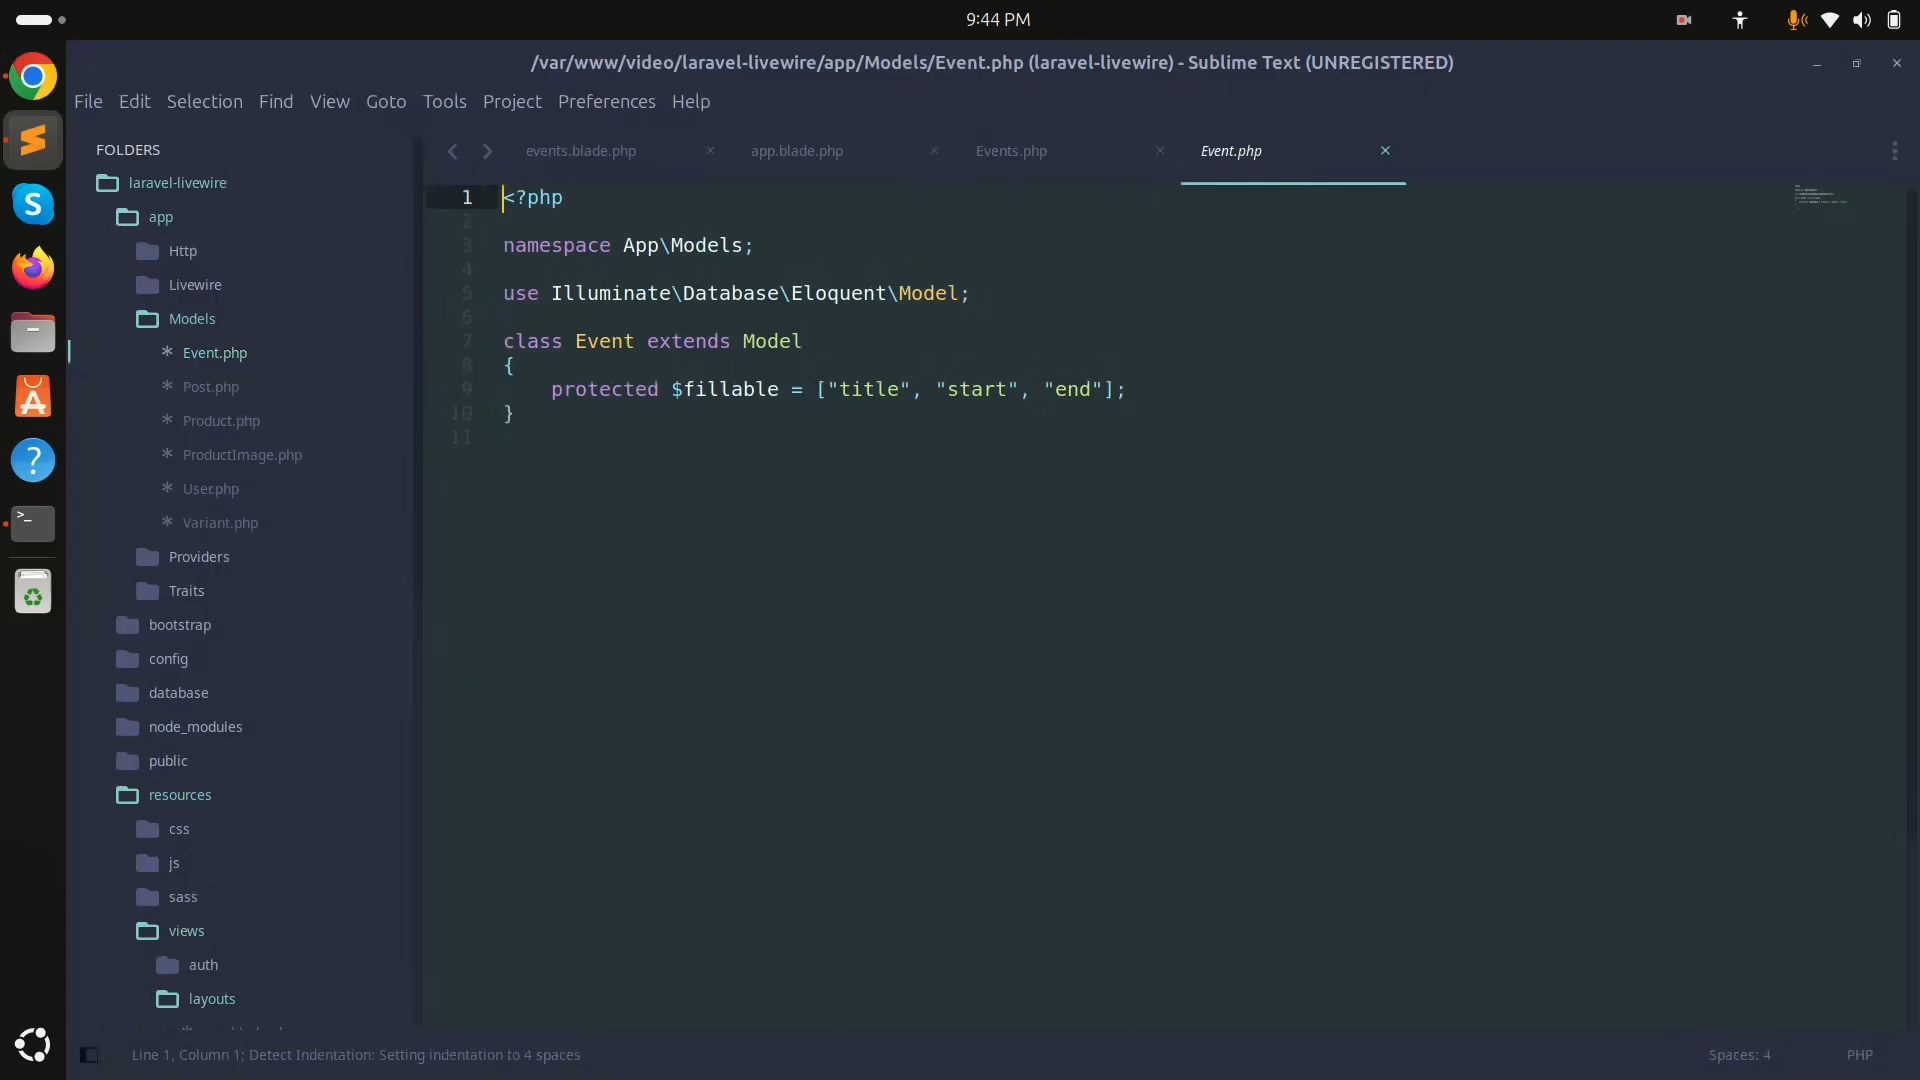 9:44 PM
/var/www/video/laravel-livewire/app/Models/Event.php (laravel-livewire) - Sublime Text (UNREGISTERED)
File Edit Selection Find View Goto Tools Project Preferences Help
FOLDERS
laravel-livewire
app
Http
Livewire
Models
Event.php
Post.php
Product.php
ProductImage.php
User.php
Variant.php
Providers
Traits
bootstrap
config
database
node_modules
public
resources
css
js
sass
views
auth
layouts
events.blade.php
app.blade.php
Events.php
Event.php
1 <?php
2
3 namespace App\Models;
4
5 use Illuminate\Database\Eloquent\Model;
6
7 class Event extends Model
8 {
9 protected $fillable = ["title", "start", "end"];
10 }
11
Line 1, Column 1; Detect Indentation: Setting indentation to 4 spaces
Spaces: 4
PHP